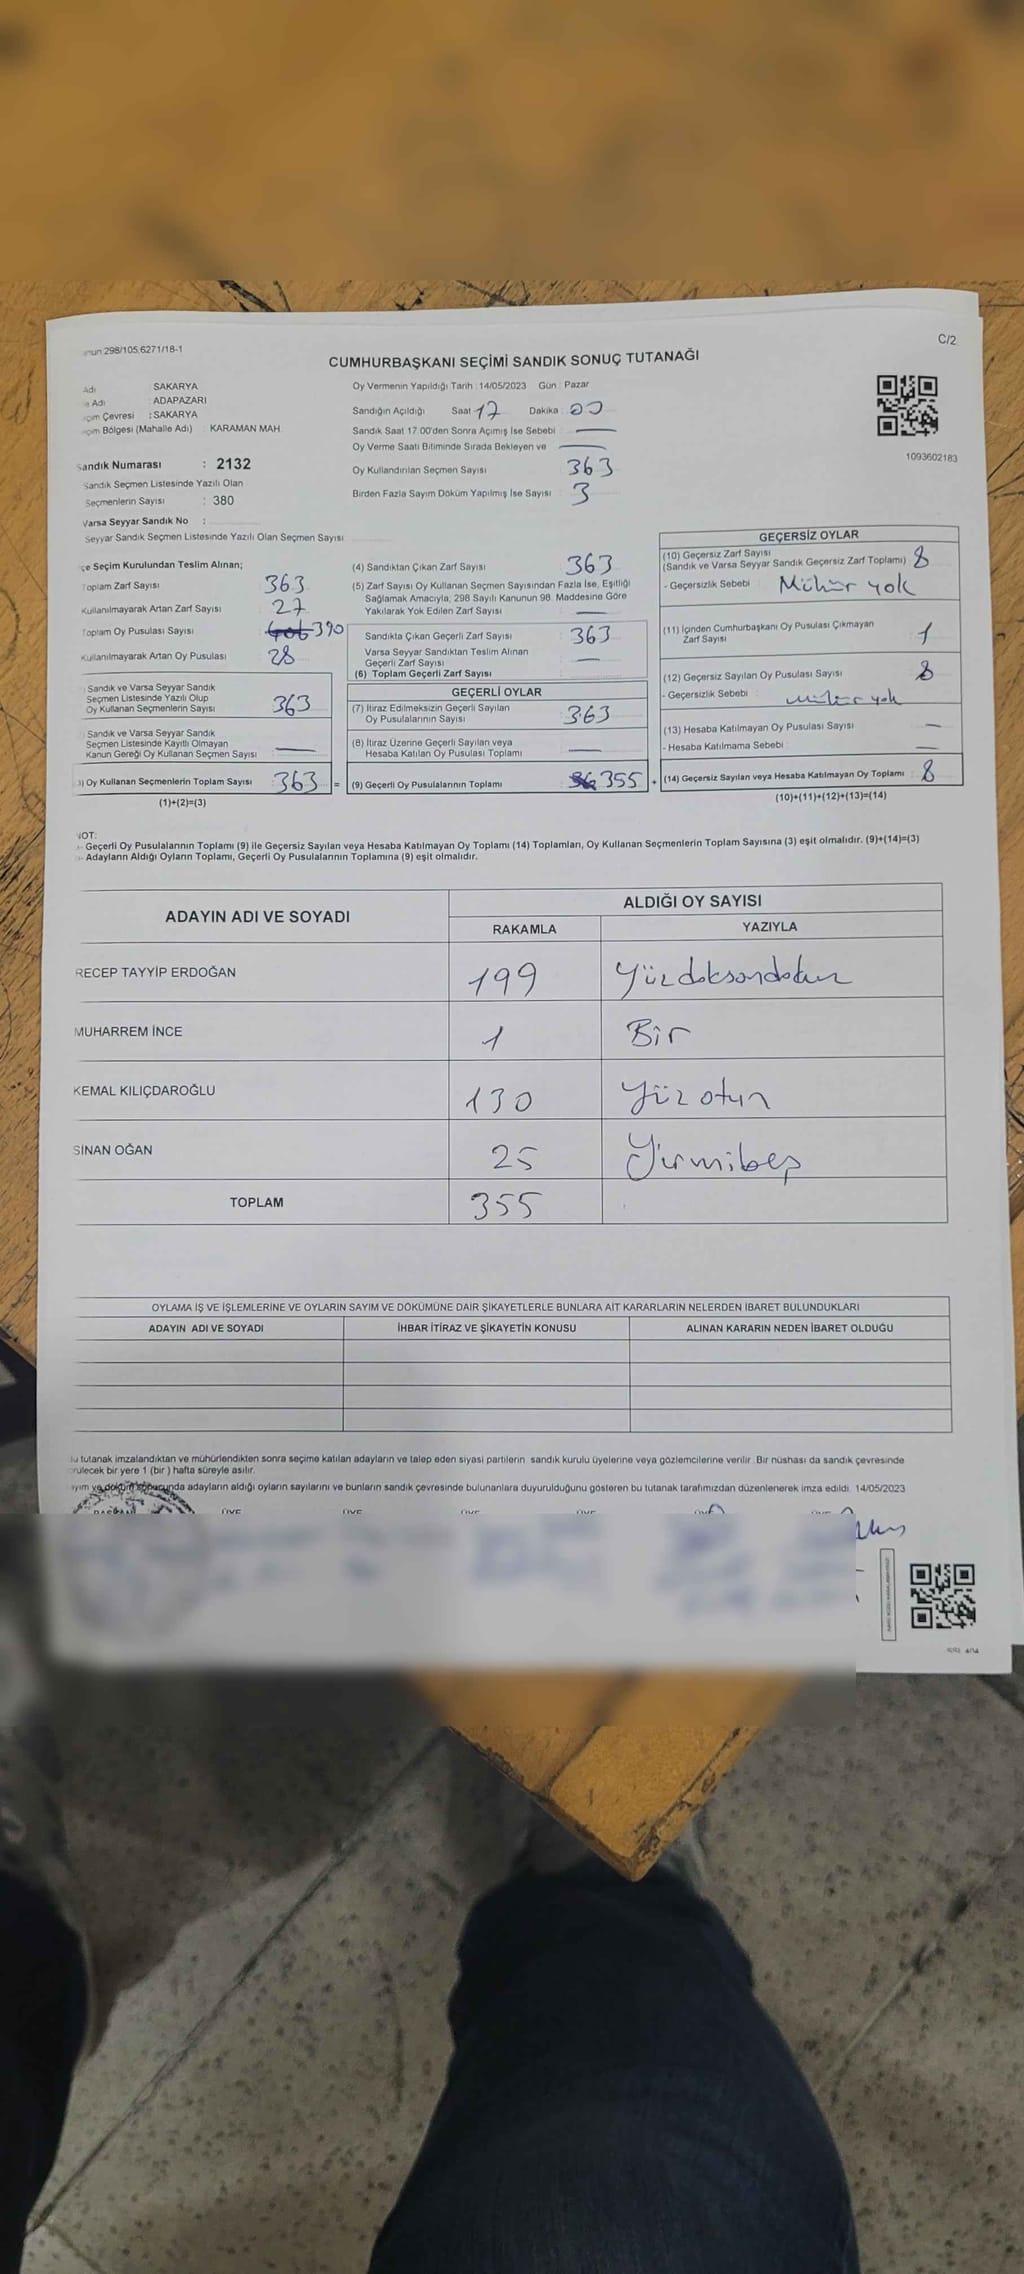 298/105,6271/18-1
C/2
CUMHURBAŞKANI SEÇİMİ SANDIK SONUÇ TUTANAĞI
Adı SAKARYA
Adı : ADAPAZARI
Çevresi : SAKARYA
Bölgesi (Mahalle Adı) : KARAMAN MAH.
Sandık Numarası : 2132
Sandık Seçmen Listesinde Yazılı Olan
Seçmenlerin Sayısı : 380
Varsa Seyyar Sandık No :
Seyyar Sandık Seçmen Listesinde Yazılı Olan Seçmen Sayısı
Oy Vermenin Yapıldığı Tarih : 14/05/2023 Gün : Pazar
Sandığın Açıldığı Saat 17 Dakika : 00
Sandık Saat 17.00'den Sonra Açımış İse Sebebi : —
Oy Verme Saati Bitiminde Sırada Bekleyen ve —
Oy Kullandırılan Seçmen Sayısı 363
Birden Fazla Sayım Döküm Yapılmış İse Sayısı : 3
1093602183
Seçim Kurulundan Teslim Alınan;
Toplam Zarf Sayısı 363
Kullanılmayarak Artan Zarf Sayısı 27
Toplam Oy Pusulası Sayısı 406 390
Kullanılmayarak Artan Oy Pusulası 28
Sandık ve Varsa Seyyar Sandık
Seçmen Listesinde Yazılı Olup
Oy Kullanan Seçmenlerin Sayısı 363
Sandık ve Varsa Seyyar Sandık
Seçmen Listesinde Kayıtlı Olmayan
Kanun Gereği Oy Kullanan Seçmen Sayısı —
) Oy Kullanan Seçmenlerin Toplam Sayısı 363 =
(1)+(2)=(3)
(4) Sandıktan Çıkan Zarf Sayısı 363
(5) Zarf Sayısı Oy Kullanan Seçmen Sayısından Fazla İse, Eşitliği
Sağlamak Amacıyla, 298 Sayılı Kanunun 98. Maddesine Göre
Yakılarak Yok Edilen Zarf Sayısı : —
Sandıkta Çıkan Geçerli Zarf Sayısı : 363
Varsa Seyyar Sandıktan Teslim Alınan
Geçerli Zarf Sayısı —
(6) Toplam Geçerli Zarf Sayısı
GEÇERLİ OYLAR
(7) İtiraz Edilmeksizin Geçerli Sayılan
Oy Pusulalarının Sayısı : 363
(8) İtiraz Üzerine Geçerli Sayılan veya
Hesaba Katılan Oy Pusulası Toplamı : —
(9) Geçerli Oy Pusulalarının Toplamı : 355 +
GEÇERSİZ OYLAR
(10) Geçersiz Zarf Sayısı
(Sandık ve Varsa Seyyar Sandık Geçersiz Zarf Toplamı) 8
- Geçersizlik Sebebi : Mühür yok
(11) İçinden Cumhurbaşkanı Oy Pusulası Çıkmayan
Zarf Sayısı 1
(12) Geçersiz Sayılan Oy Pusulası Sayısı : 8
- Geçersizlik Sebebi : mühür yok
(13) Hesaba Katılmayan Oy Pusulası Sayısı : —
- Hesaba Katılmama Sebebi : —
(14) Geçersiz Sayılan veya Hesaba Katılmayan Oy Toplamı : 8
(10)+(11)+(12)+(13)=(14)
NOT:
- Geçerli Oy Pusulalarının Toplamı (9) ile Geçersiz Sayılan veya Hesaba Katılmayan Oy Toplamı (14) Toplamları, Oy Kullanan Seçmenlerin Toplam Sayısına (3) eşit olmalıdır. (9)+(14)=(3)
- Adayların Aldığı Oyların Toplamı, Geçerli Oy Pusulalarının Toplamına (9) eşit olmalıdır.
ADAYIN ADI VE SOYADI ALDIĞI OY SAYISI
RAKAMLA YAZIYLA
RECEP TAYYİP ERDOĞAN 199 Yüzdoksandokuz
MUHARREM İNCE 1 Bir
KEMAL KILIÇDAROĞLU 130 Yüz otuz
SİNAN OĞAN 25 Yirmibeş
TOPLAM 355
OYLAMA İŞ VE İŞLEMLERİNE VE OYLARIN SAYIM VE DÖKÜMÜNE DAİR ŞİKAYETLERLE BUNLARA AİT KARARLARIN NELERDEN İBARET BULUNDUKLARI
ADAYIN ADI VE SOYADI İHBAR İTİRAZ VE ŞİKAYETİN KONUSU ALINAN KARARIN NEDEN İBARET OLDUĞU
tutanak imzalandıktan ve mühürlendikten sonra seçime katılan adayların ve talep eden siyasi partilerin sandık kurulu üyelerine veya gözlemcilerine verilir. Bir nüshası da sandık çevresinde
bir yere 1 (bir) hafta süreyle asılır.
ve döküm sonucunda adayların aldığı oyların sayılarını ve bunların sandık çevresinde bulunanlara duyurulduğunu gösteren bu tutanak tarafımızdan düzenlenerek imza edildi. 14/05/2023
BAŞKAN ÜYE ÜYE ÜYE ÜYE ÜYE ÜYE